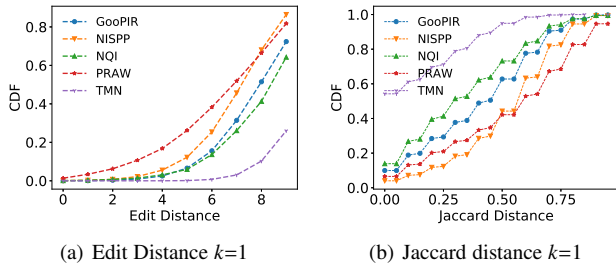 GooPIR
NISPP
NQI
PRAW
TMN
CDF
0.8
0.6
0.4
0.2
0.0
0 2 4 6 8
Edit Distance
(a) Edit Distance k=1
GooPIR
NISPP
NQI
PRAW
TMN
CDF
1.0
0.8
0.6
0.4
0.2
0.0
0.00 0.25 0.50 0.75
Jaccard Distance
(b) Jaccard distance k=1